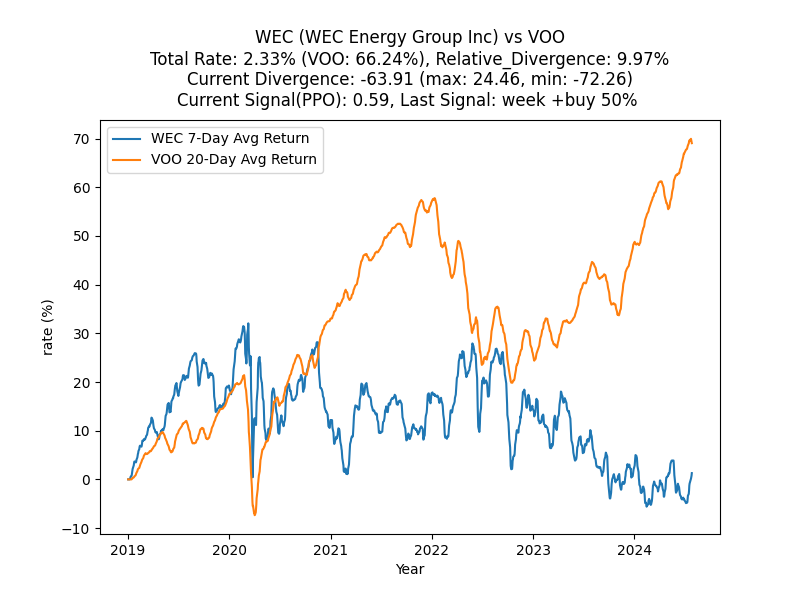 WEC (WEC Energy Group Inc) vs VOO
Total Rate: 2.33% (VOO: 66.24%), Relative_Divergence: 9.97%
Current Divergence: -63.91 (max: 24.46, min: -72.26)
Current Signal(PPO): 0.59, Last Signal: week +buy 50%
WEC 7-Day Avg Return
VOO 20-Day Avg Return
70
60
50
40
30
20
10
0
−10
rate (%)
2019 2020 2021 2022 2023 2024
Year